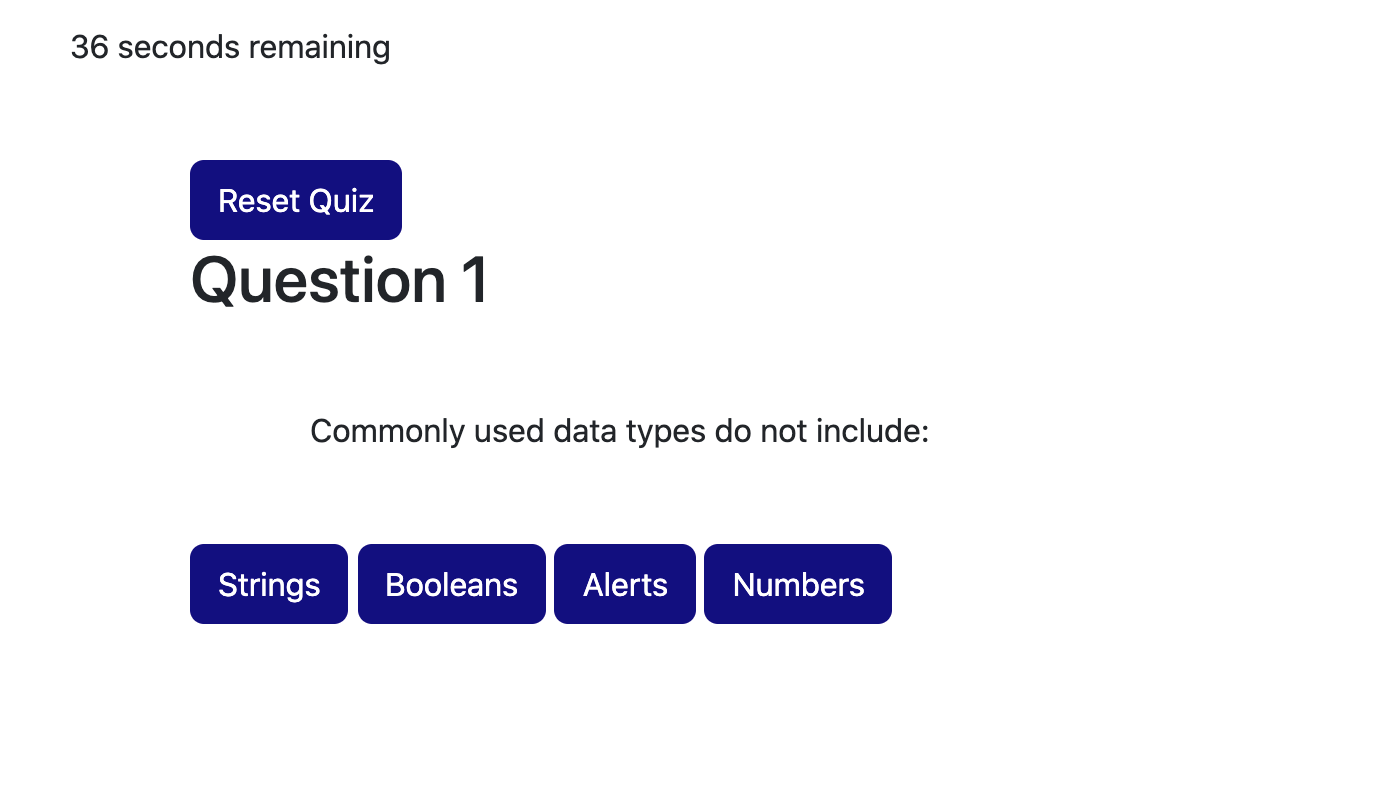 36 seconds remaining
Reset Quiz
Question 1
Commonly used data types do not include:
Strings Booleans Alerts Numbers